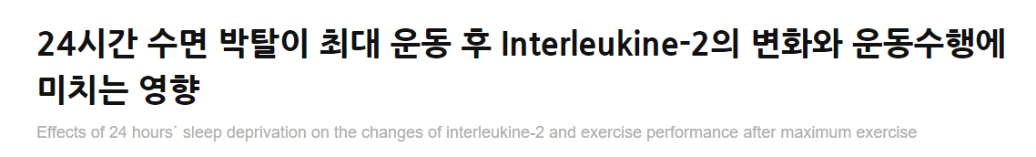 24시간 수면 박탈이 최대 운동 후 Interleukine-2의 변화와 운동수행에
미치는 영향
Effects of 24 hours` sleep deprivation on the changes of interleukin-2 and exercise performance after maximum exercise